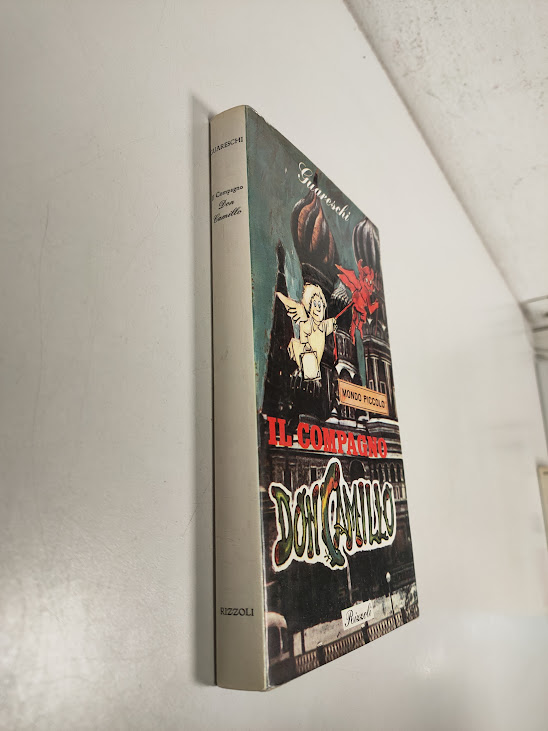 GUARESCHI
Il Compagno
Don
Camillo
RIZZOLI
Guareschi
MONDO PICCOLO
IL COMPAGNO
DON CAMILLO
Rizzoli